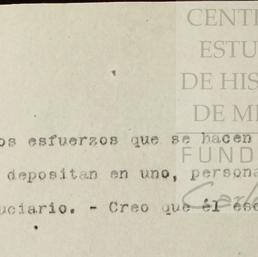 CENT
ESTU
DE HIS
DE M
FUND
os esfuerzos que se hacen
depositan en uno, persona
uciario. - Creo que él es